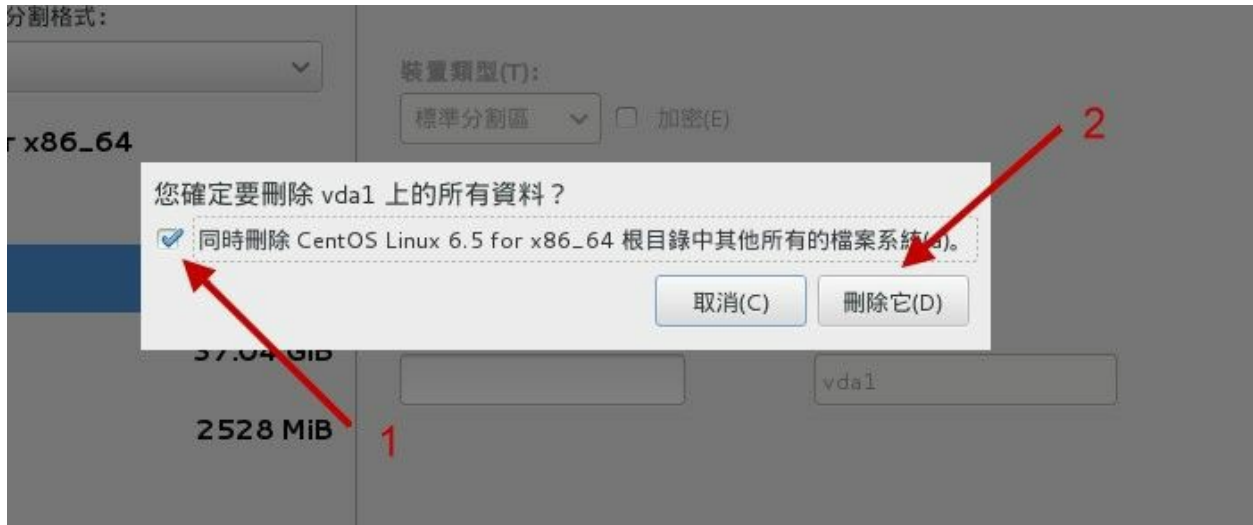 分割格式:
裝置類型(T):
標準分割區 加密(E)
2
r x86_64
您確定要刪除 vda1 上的所有資料？
同時刪除 CentOS Linux 6.5 for x86_64 根目錄中其他所有的檔案系統(a)。
取消(C) 刪除它(D)
37.04 GiB
vda1
2528 MiB
1